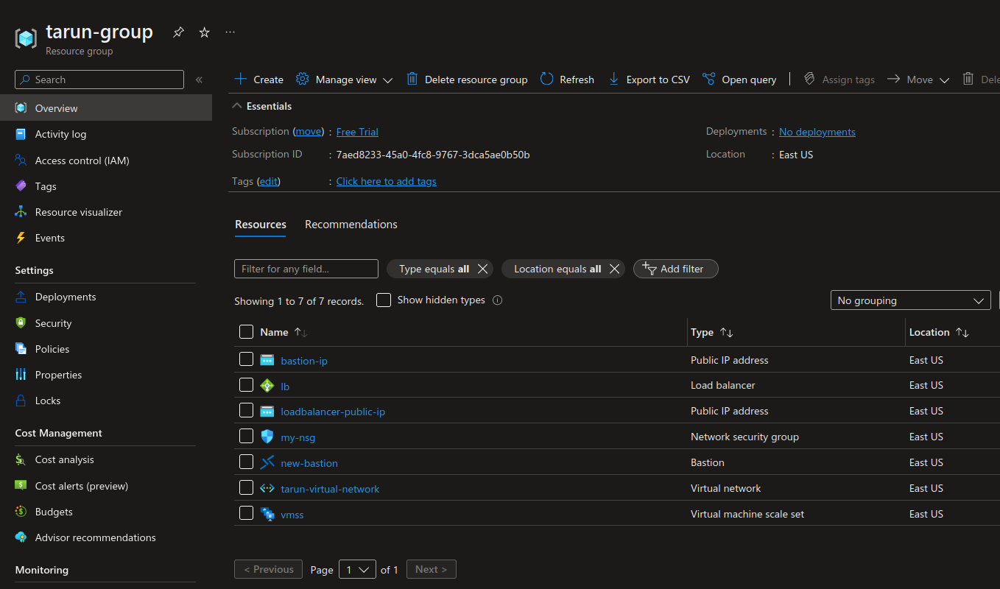 tarun-group
Resource group
Search
Overview
Activity log
Access control (IAM)
Tags
Resource visualizer
Events
Settings
Deployments
Security
Policies
Properties
Locks
Cost Management
Cost analysis
Cost alerts (preview)
Budgets
Advisor recommendations
Monitoring
Create Manage view Delete resource group Refresh Export to CSV Open query Assign tags Move Dele
Essentials
Subscription (move) : Free Trial Deployments : No deployments
Subscription ID : 7aed8233-45a0-4fc8-9767-3dca5ae0b50b Location : East US
Tags (edit) : Click here to add tags
Resources Recommendations
Filter for any field... Type equals all Location equals all Add filter
Showing 1 to 7 of 7 records. Show hidden types No grouping
Name Type Location
bastion-ip Public IP address East US
lb Load balancer East US
loadbalancer-public-ip Public IP address East US
my-nsg Network security group East US
new-bastion Bastion East US
tarun-virtual-network Virtual network East US
vmss Virtual machine scale set East US
< Previous Page 1 of 1 Next >